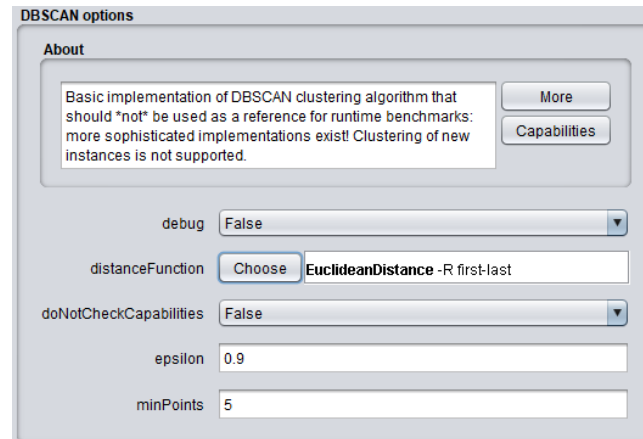 DBSCAN options
About
Basic implementation of DBSCAN clustering algorithm that
should *not* be used as a reference for runtime benchmarks:
more sophisticated implementations exist! Clustering of new
instances is not supported.
More
Capabilities
debug False
distanceFunction Choose EuclideanDistance -R first-last
doNotCheckCapabilities False
epsilon 0.9
minPoints 5